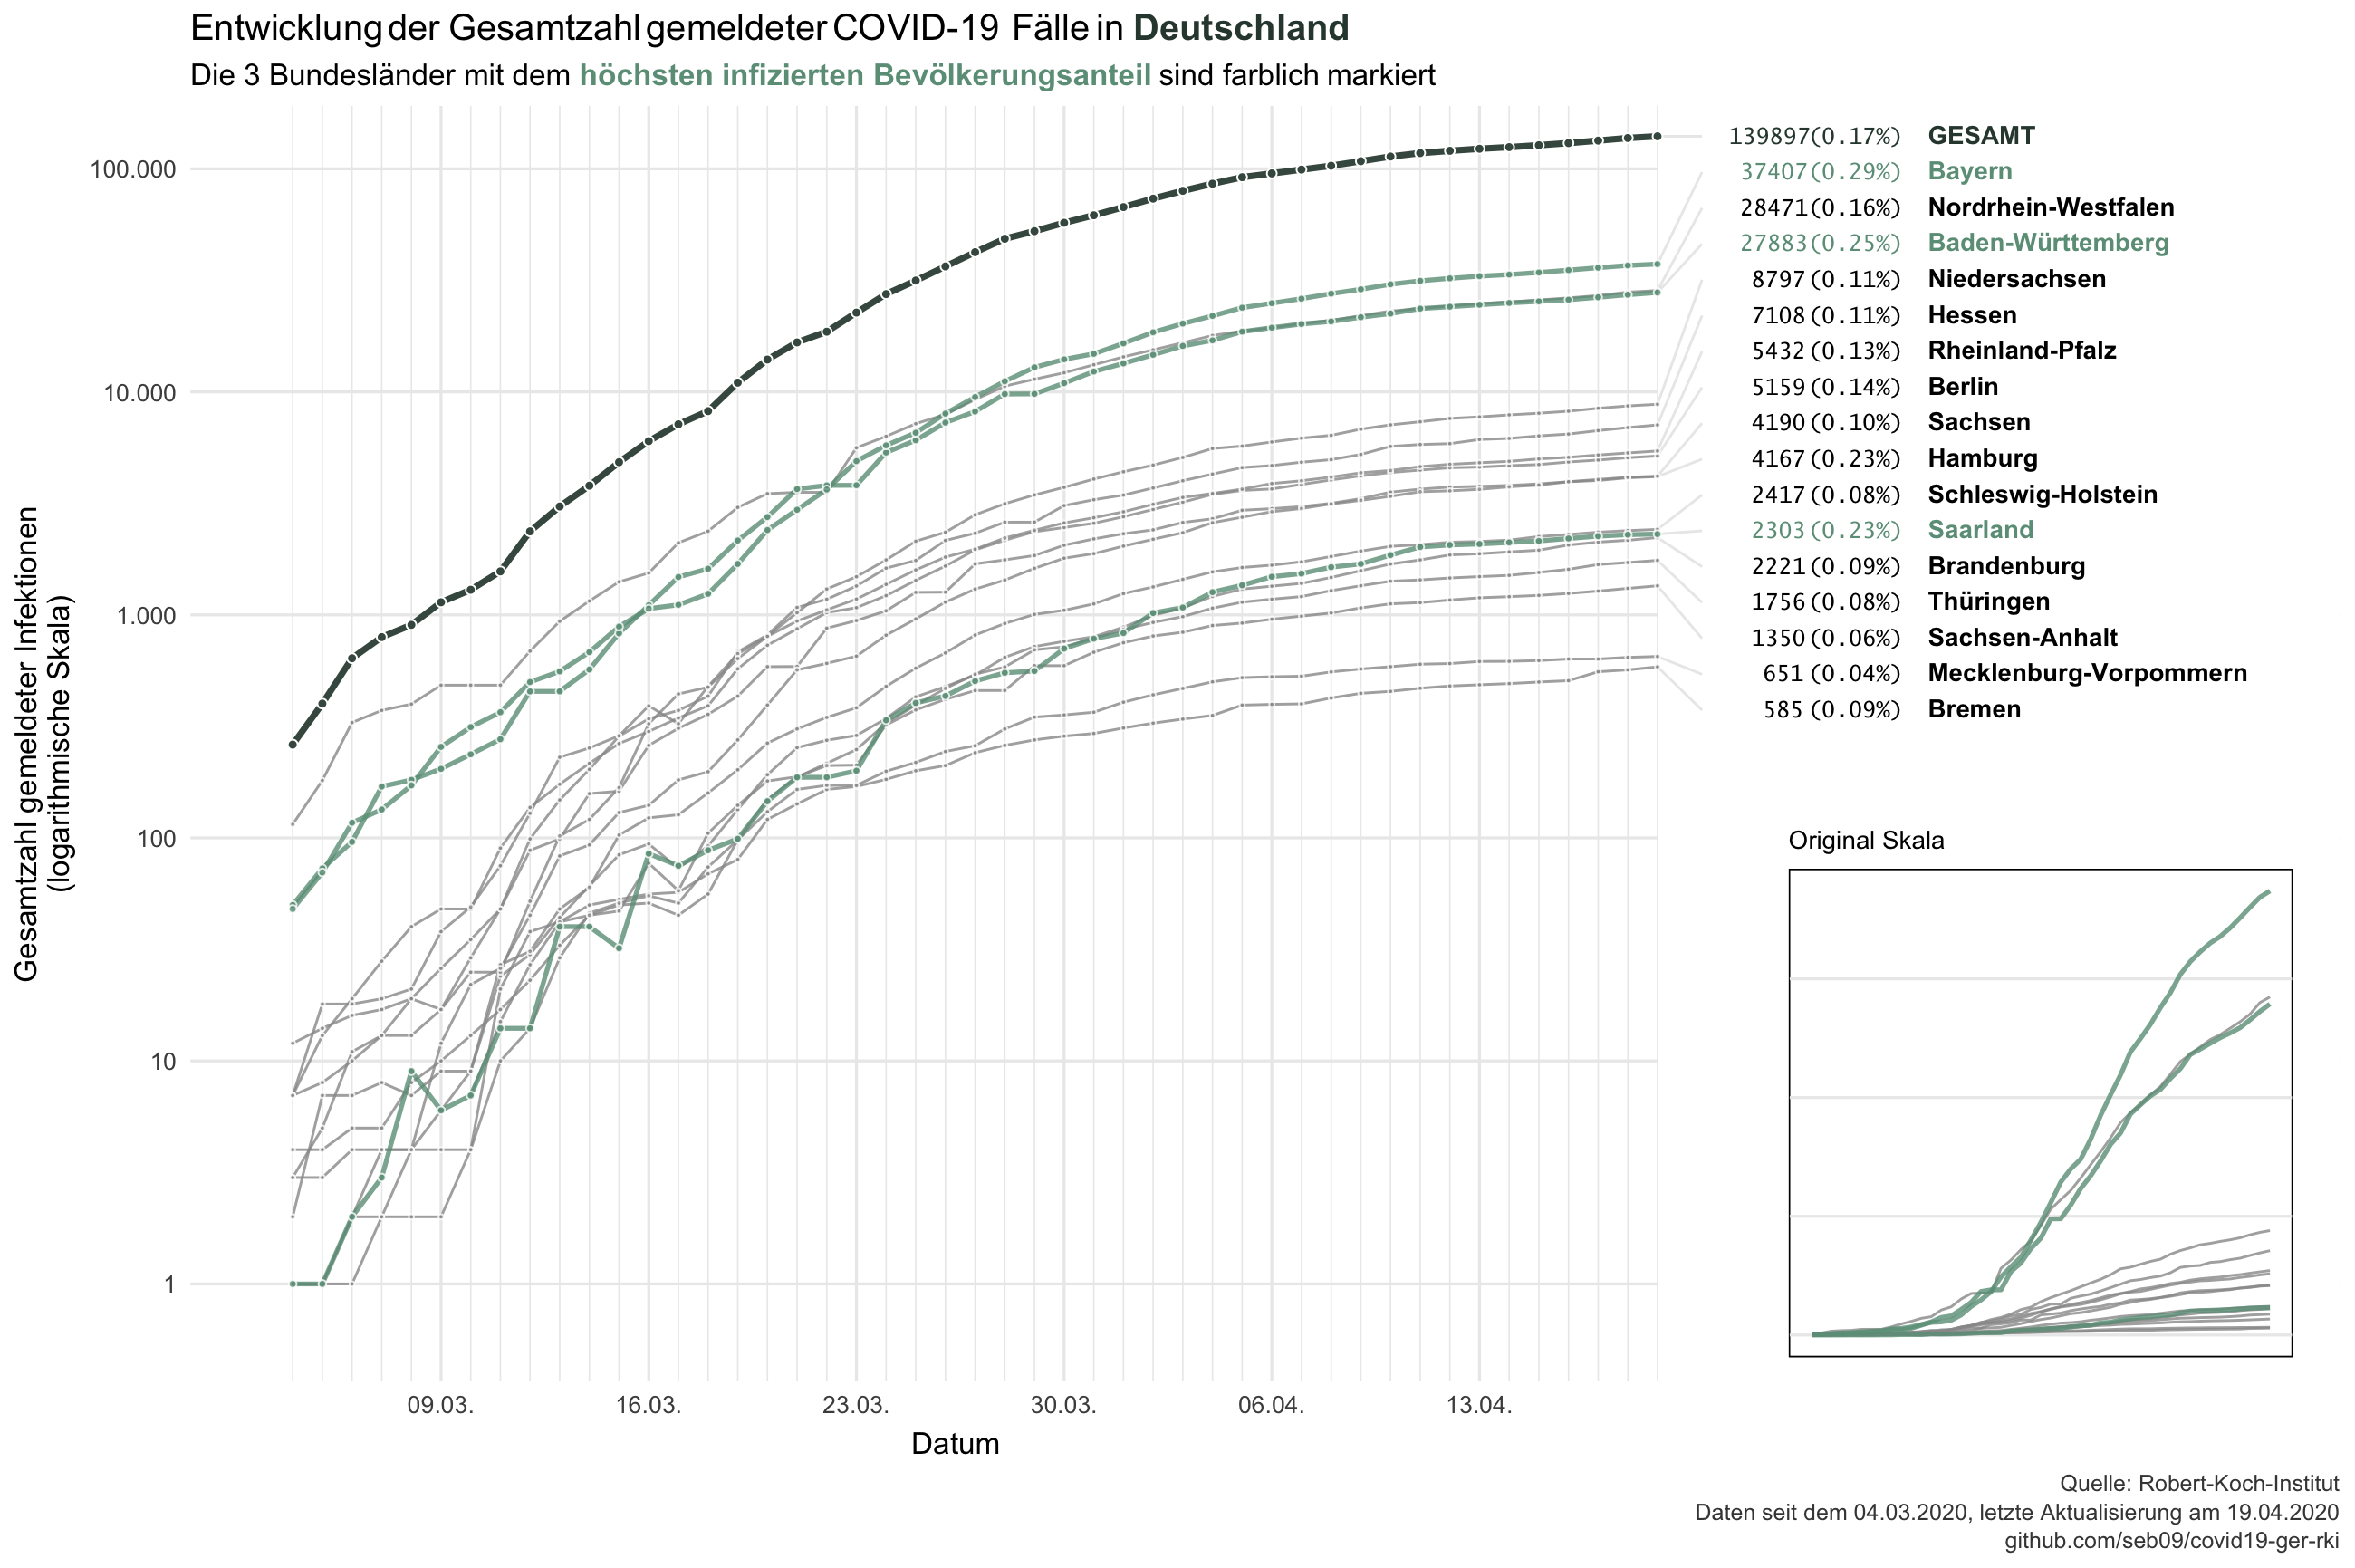 Entwicklung der Gesamtzahl gemeldeter COVID-19 Fälle in Deutschland
Die 3 Bundesländer mit dem höchsten infizierten Bevölkerungsanteil sind farblich markiert
Gesamtzahl gemeldeter Infektionen
(logarithmische Skala)
100.000
10.000
1.000
100
10
1
09.03.
16.03.
23.03.
30.03.
06.04.
13.04.
Datum
139897(0.17%) GESAMT
37407(0.29%) Bayern
28471(0.16%) Nordrhein-Westfalen
27883(0.25%) Baden-Württemberg
8797(0.11%) Niedersachsen
7108(0.11%) Hessen
5432(0.13%) Rheinland-Pfalz
5159(0.14%) Berlin
4190(0.10%) Sachsen
4167(0.23%) Hamburg
2417(0.08%) Schleswig-Holstein
2303(0.23%) Saarland
2221(0.09%) Brandenburg
1756(0.08%) Thüringen
1350(0.06%) Sachsen-Anhalt
651(0.04%) Mecklenburg-Vorpommern
585(0.09%) Bremen
Original Skala
Quelle: Robert-Koch-Institut
Daten seit dem 04.03.2020, letzte Aktualisierung am 19.04.2020
github.com/seb09/covid19-ger-rki